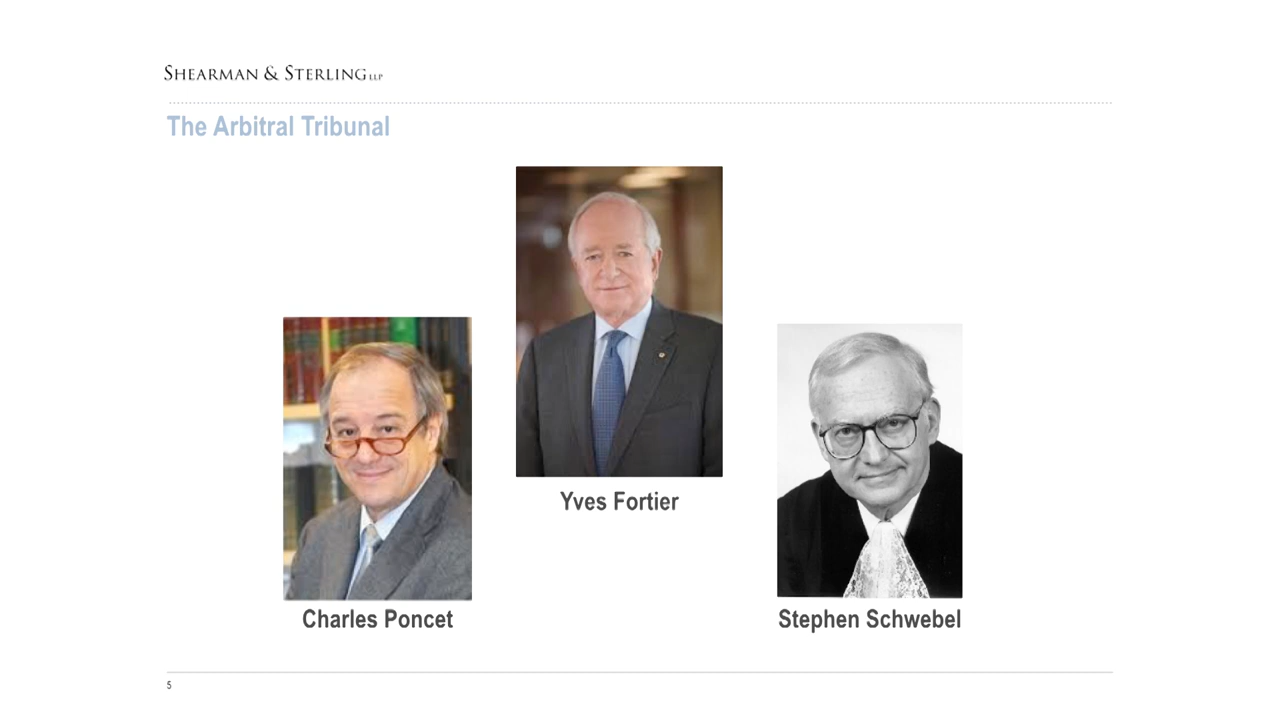 SHEARMAN & STERLING LLP
The Arbitral Tribunal
Yves Fortier
Charles Poncet
Stephen Schwebel
5